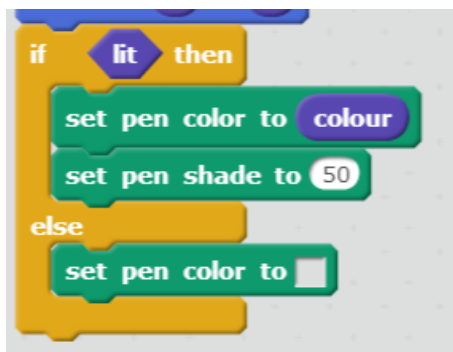 if lit then
set pen color to colour
set pen shade to 50
else
set pen color to